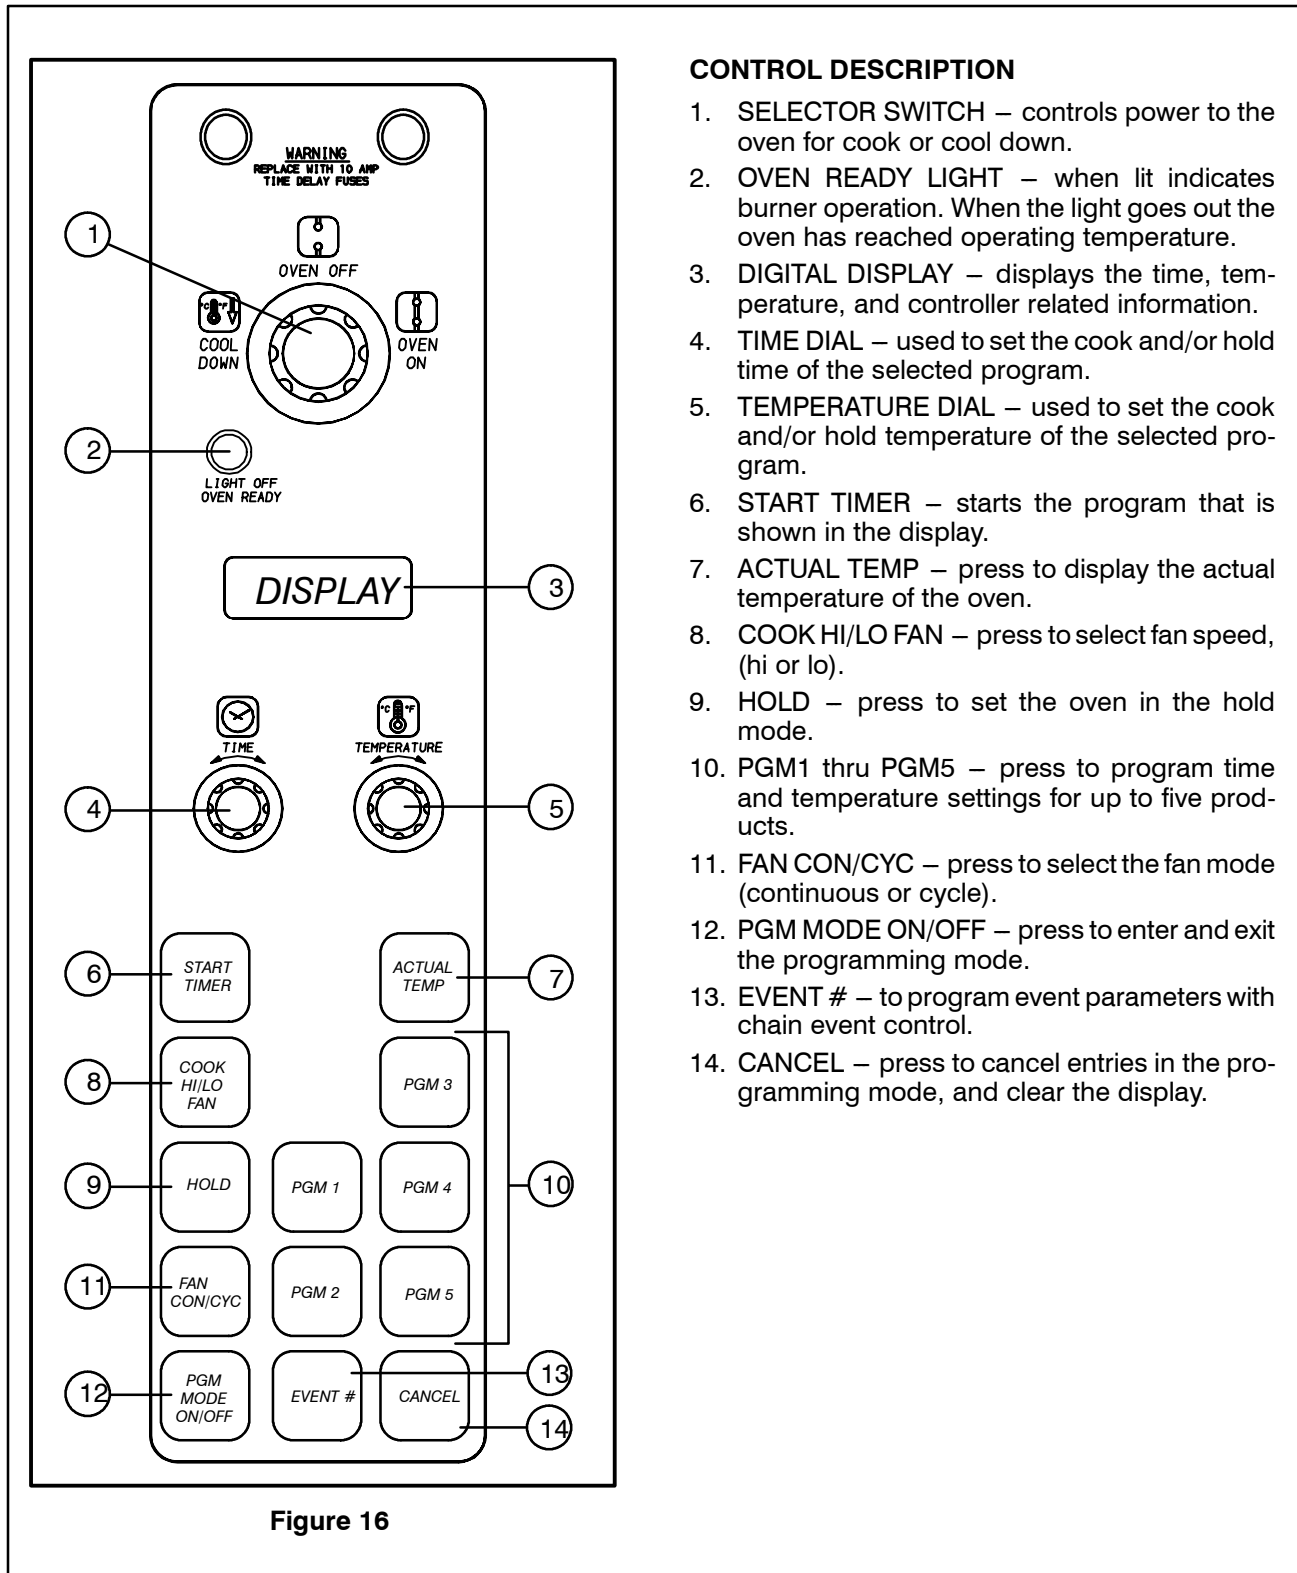 WARNING
REPLACE WITH 10 AMP
TIME DELAY FUSES
1
OVEN OFF
°C °F
COOL
DOWN
OVEN
ON
2
LIGHT OFF
OVEN READY
DISPLAY
3
°C °F
TIME
TEMPERATURE
4
5
6
START
TIMER
ACTUAL
TEMP
7
8
COOK
HI/LO
FAN
PGM 3
9
HOLD
PGM 1
PGM 4
10
11
FAN
CON/CYC
PGM 2
PGM 5
12
PGM
MODE
ON/OFF
EVENT #
CANCEL
13
14
Figure 16
CONTROL DESCRIPTION
1. SELECTOR SWITCH – controls power to the
oven for cook or cool down.
2. OVEN READY LIGHT – when lit indicates
burner operation. When the light goes out the
oven has reached operating temperature.
3. DIGITAL DISPLAY – displays the time, tem-
perature, and controller related information.
4. TIME DIAL – used to set the cook and/or hold
time of the selected program.
5. TEMPERATURE DIAL – used to set the cook
and/or hold temperature of the selected pro-
gram.
6. START TIMER – starts the program that is
shown in the display.
7. ACTUAL TEMP – press to display the actual
temperature of the oven.
8. COOK HI/LO FAN – press to select fan speed,
(hi or lo).
9. HOLD – press to set the oven in the hold
mode.
10. PGM1 thru PGM5 – press to program time
and temperature settings for up to five prod-
ucts.
11. FAN CON/CYC – press to select the fan mode
(continuous or cycle).
12. PGM MODE ON/OFF – press to enter and exit
the programming mode.
13. EVENT # – to program event parameters with
chain event control.
14. CANCEL – press to cancel entries in the pro-
gramming mode, and clear the display.